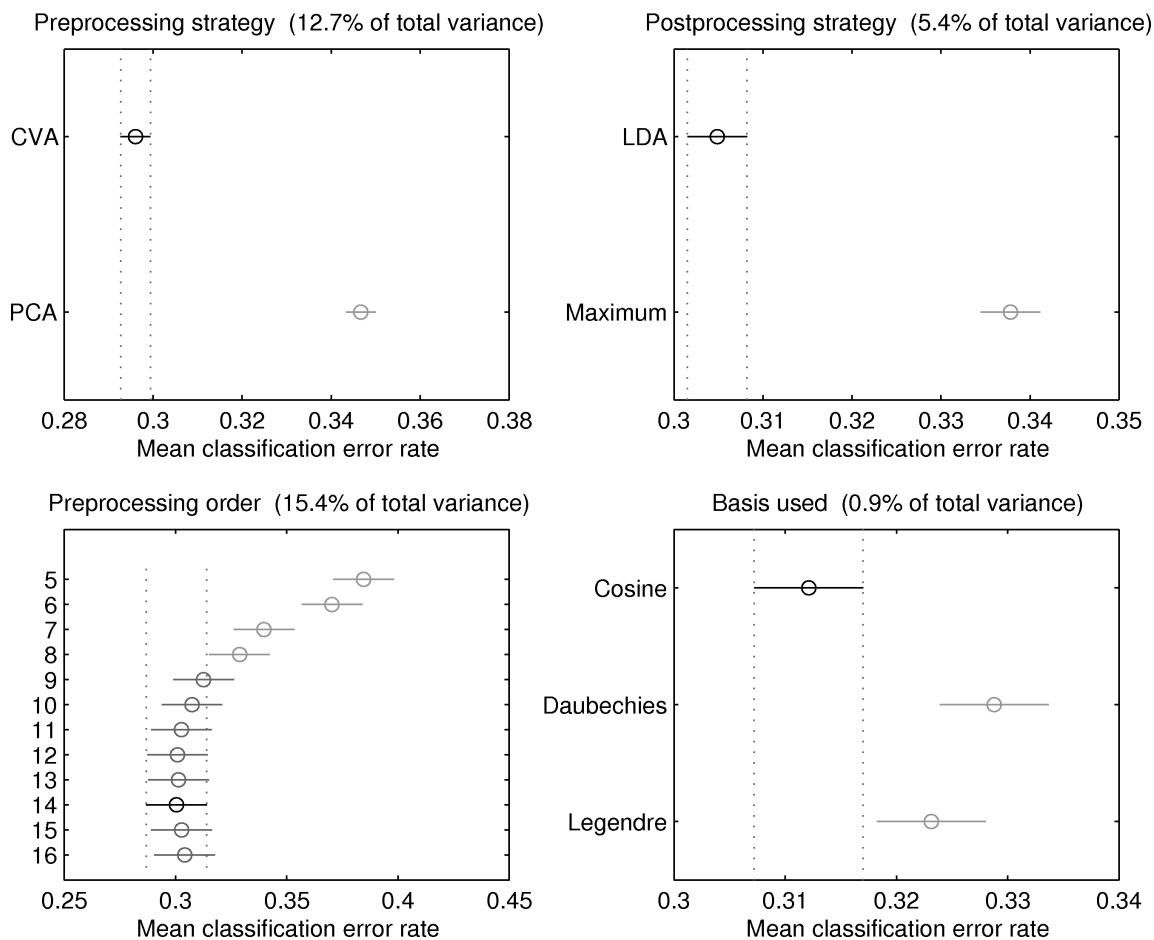 Preprocessing strategy (12.7% of total variance)
CVA
PCA
0.28 0.3 0.32 0.34 0.36 0.38
Mean classification error rate
Postprocessing strategy (5.4% of total variance)
LDA
Maximum
0.3 0.31 0.32 0.33 0.34 0.35
Mean classification error rate
Preprocessing order (15.4% of total variance)
5
6
7
8
9
10
11
12
13
14
15
16
0.25 0.3 0.35 0.4 0.45
Mean classification error rate
Basis used (0.9% of total variance)
Cosine
Daubechies
Legendre
0.3 0.31 0.32 0.33 0.34
Mean classification error rate